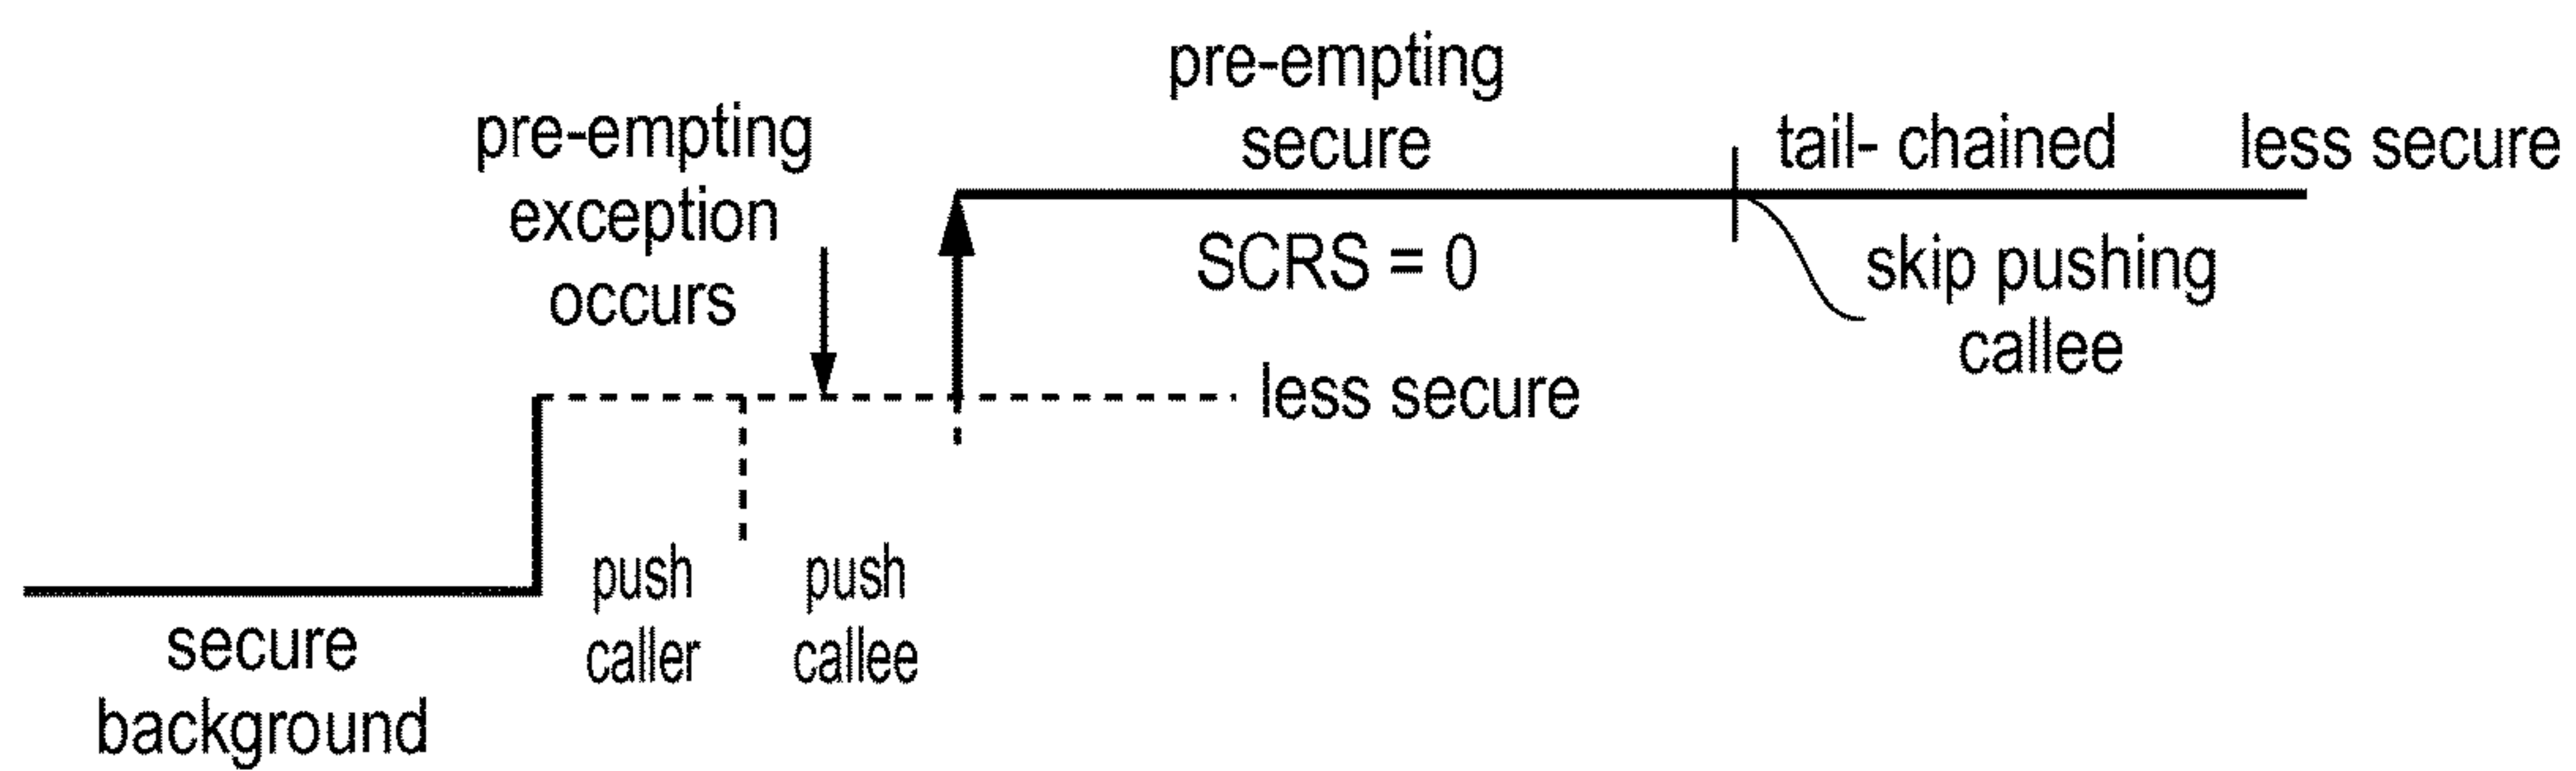 pre-empting
exception
occurs
pre-empting
secure
SCRS = 0
tail- chained
less secure
skip pushing
callee
less secure
push
caller
push
callee
secure
background